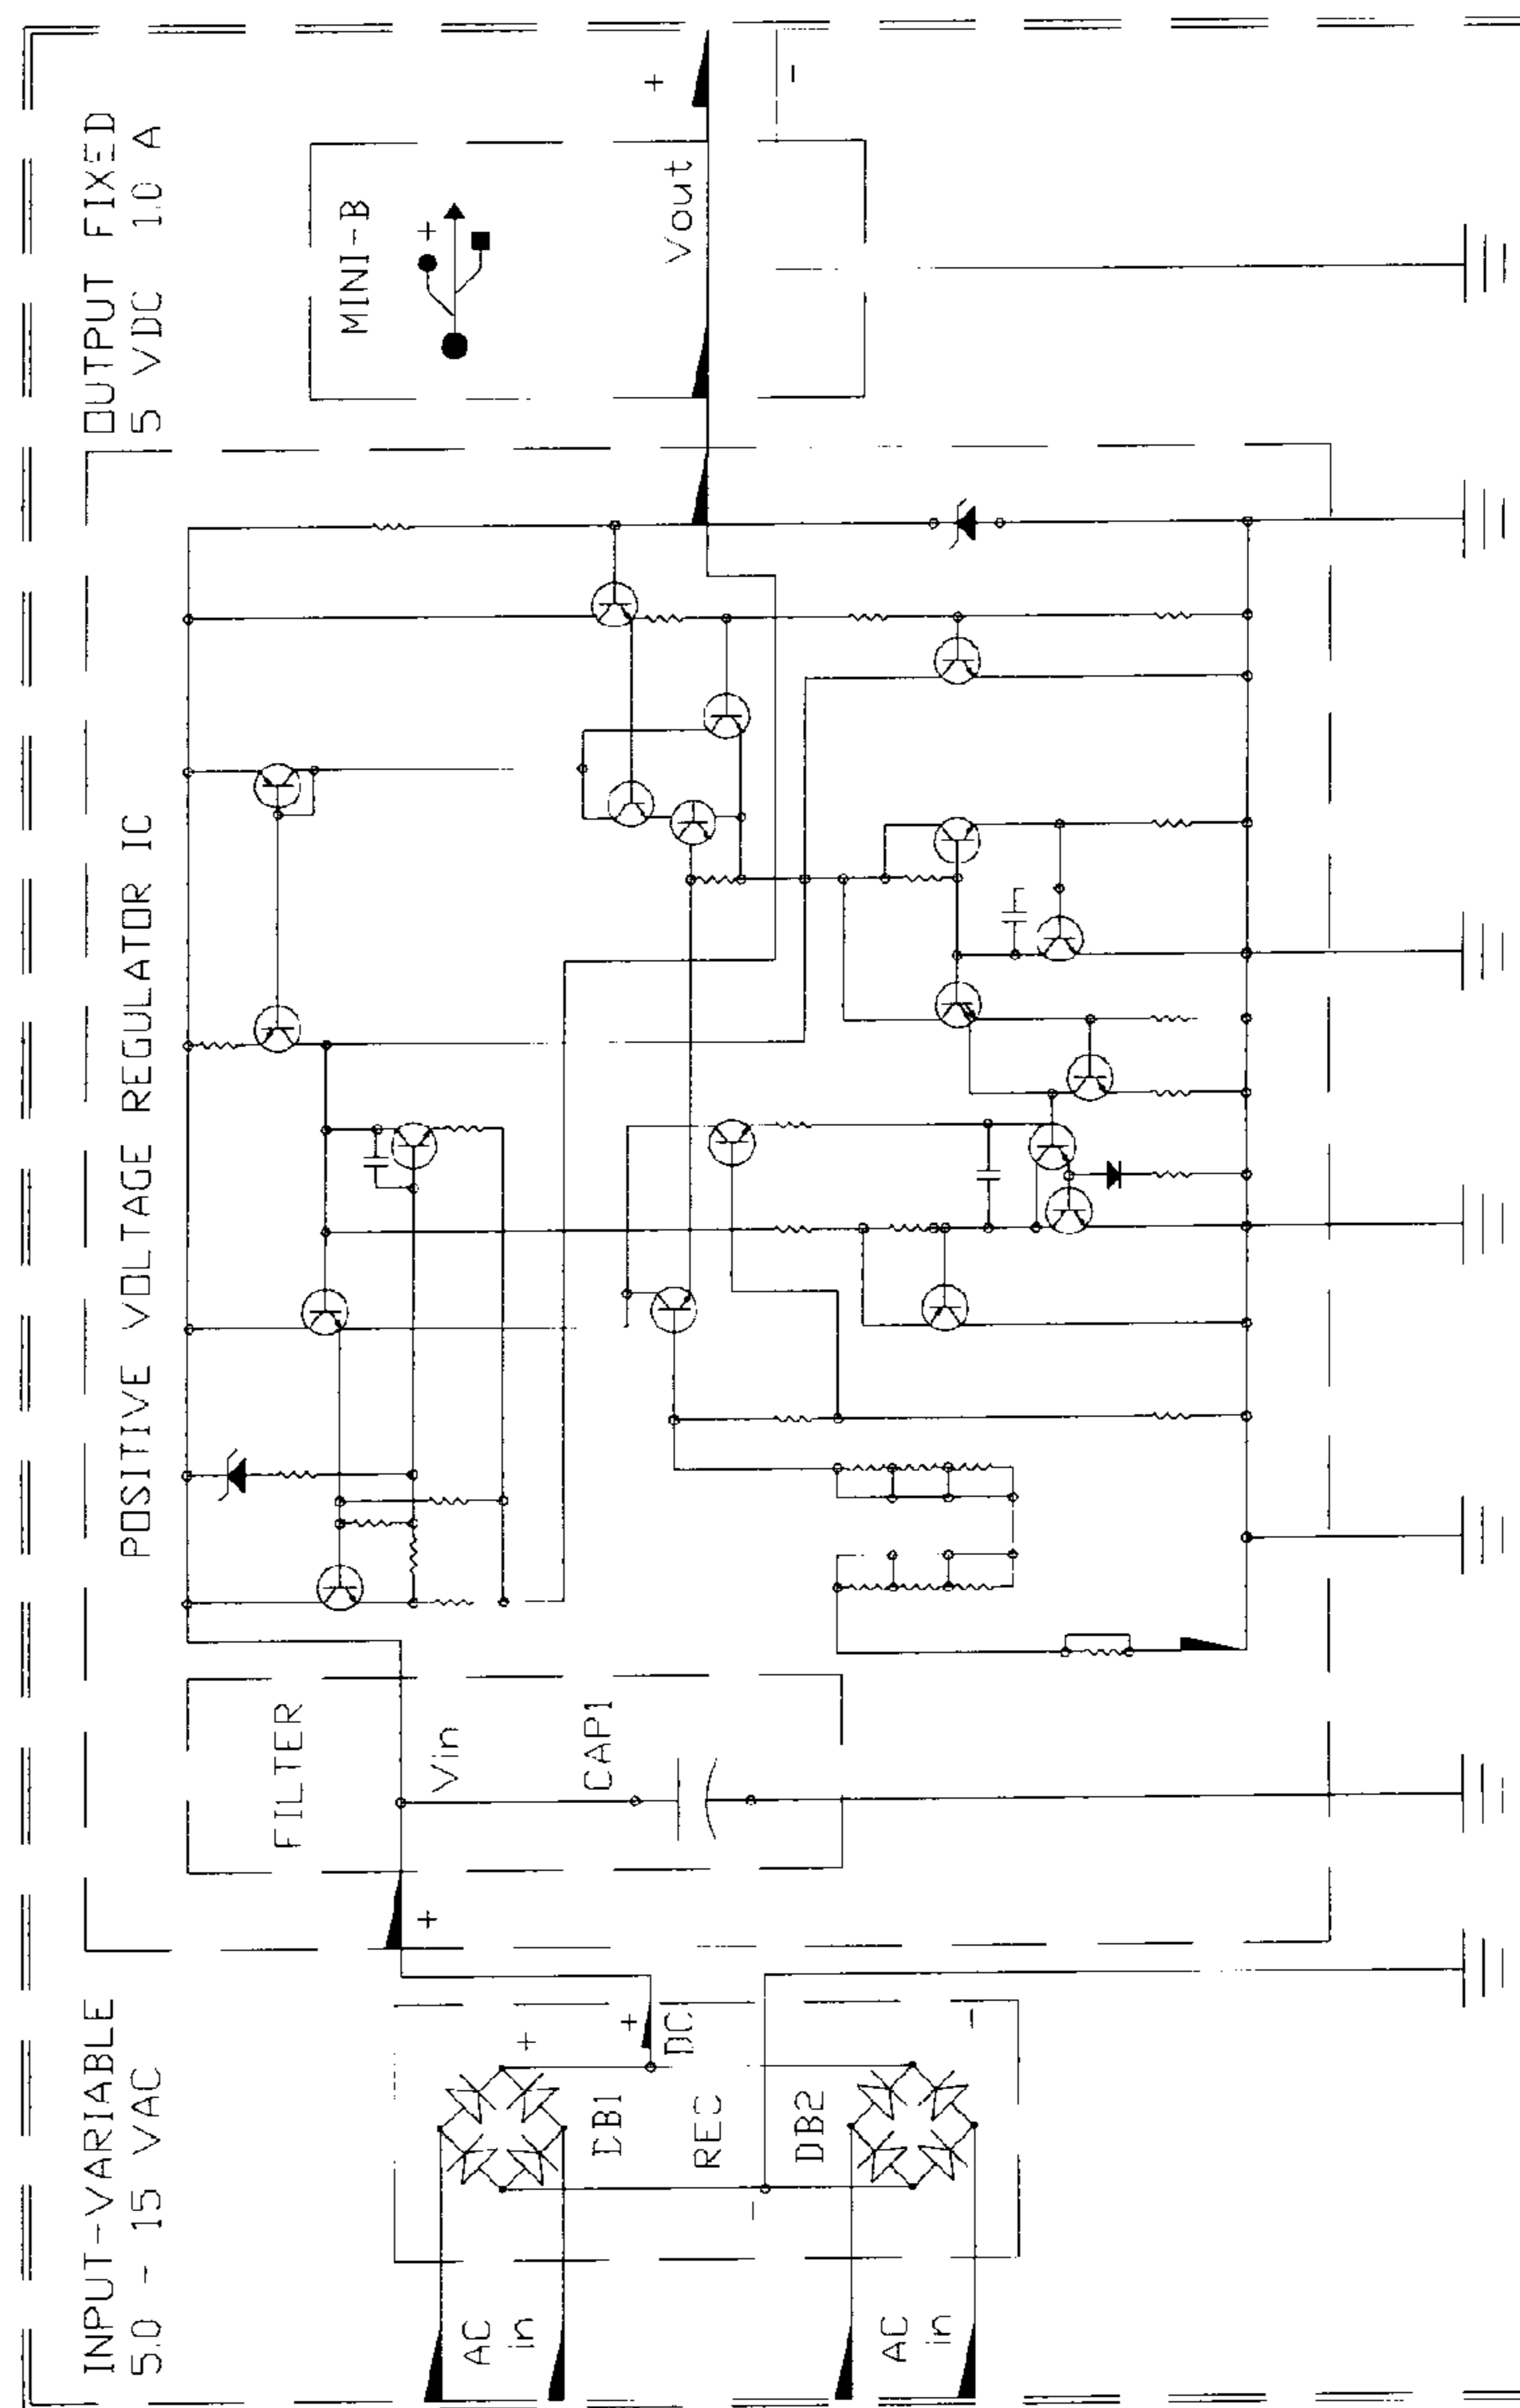 INPUT-VARIABLE
5.0 - 15 VAC
OUTPUT FIXED
5 VDC 1.0 A
POSITIVE VOLTAGE REGULATOR IC
FILTER
Vin
CAP1
+
MINI-B
+
Vout
+
-
AC
in
AC
in
DB1
REC
DB2
+
+
DC
-
-